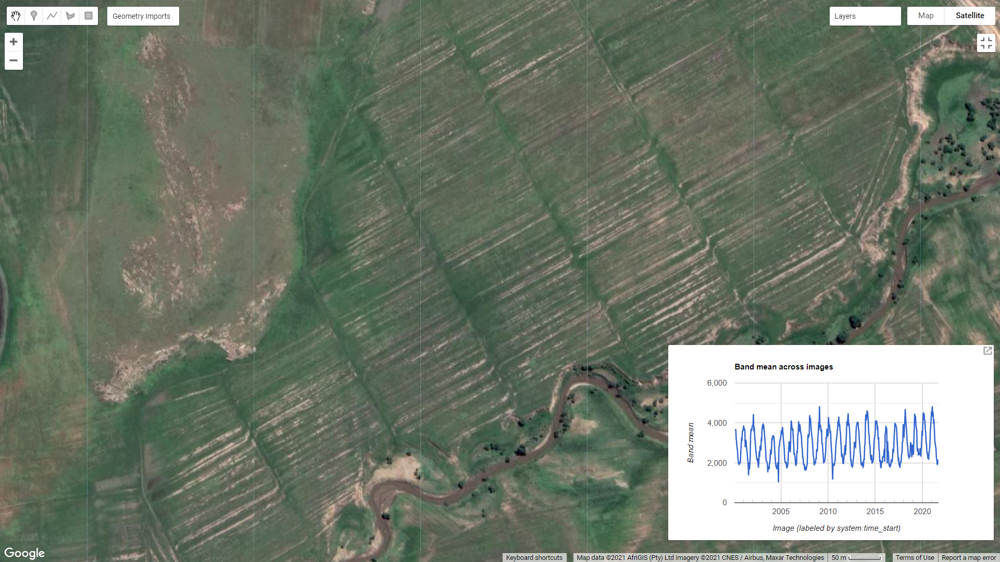 Geometry Imports
Layers
Map
Satellite
Band mean across images
6,000
4,000
2,000
0
Band mean
2005
2010
2015
2020
Image (labeled by system:time_start)
Google
Keyboard shortcuts
Map data ©2021 AfriGIS (Pty) Ltd Imagery ©2021 CNES / Airbus, Maxar Technologies
50 m
Terms of Use
Report a map error